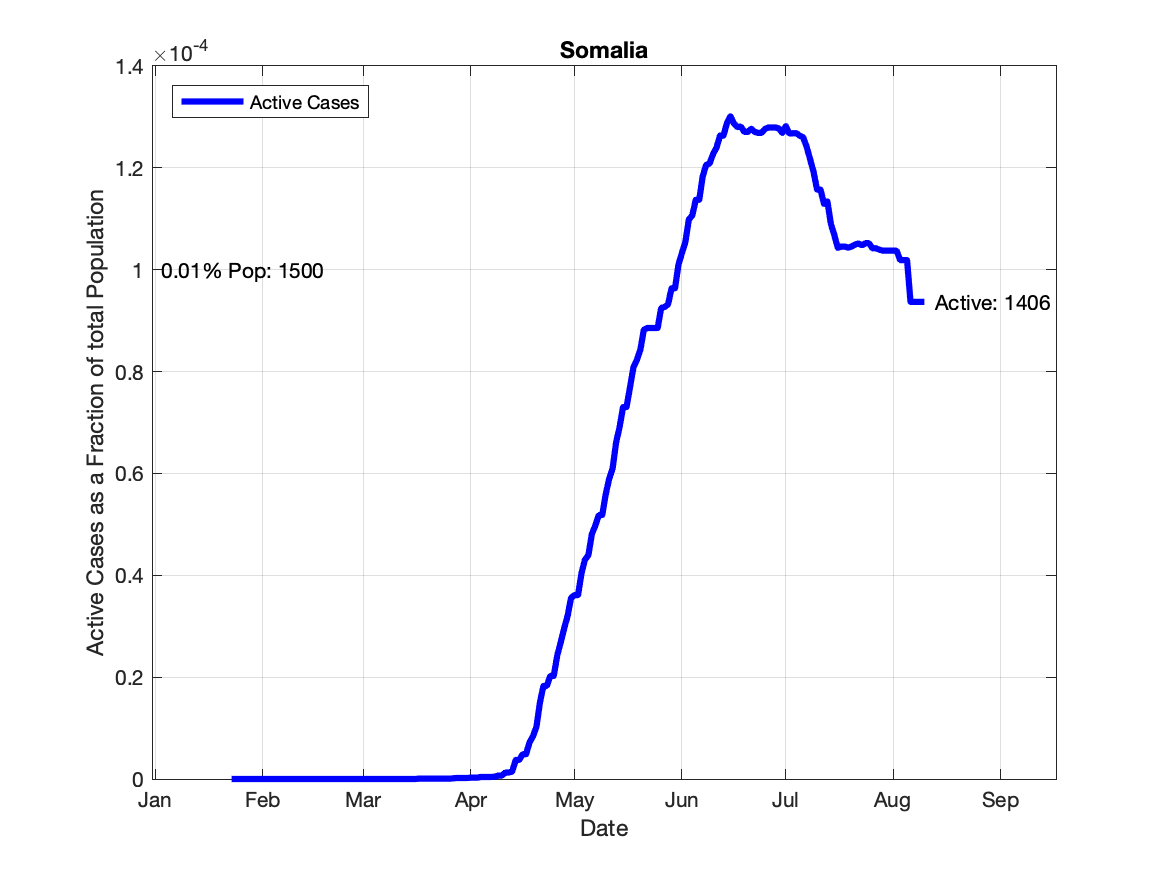 Somalia
×10-4
1.4
1.2
1
0.8
0.6
0.4
0.2
0
Active Cases
0.01% Pop: 1500
Active: 1406
Active Cases as a Fraction of total Population
Jan Feb Mar Apr May Jun Jul Aug Sep
Date